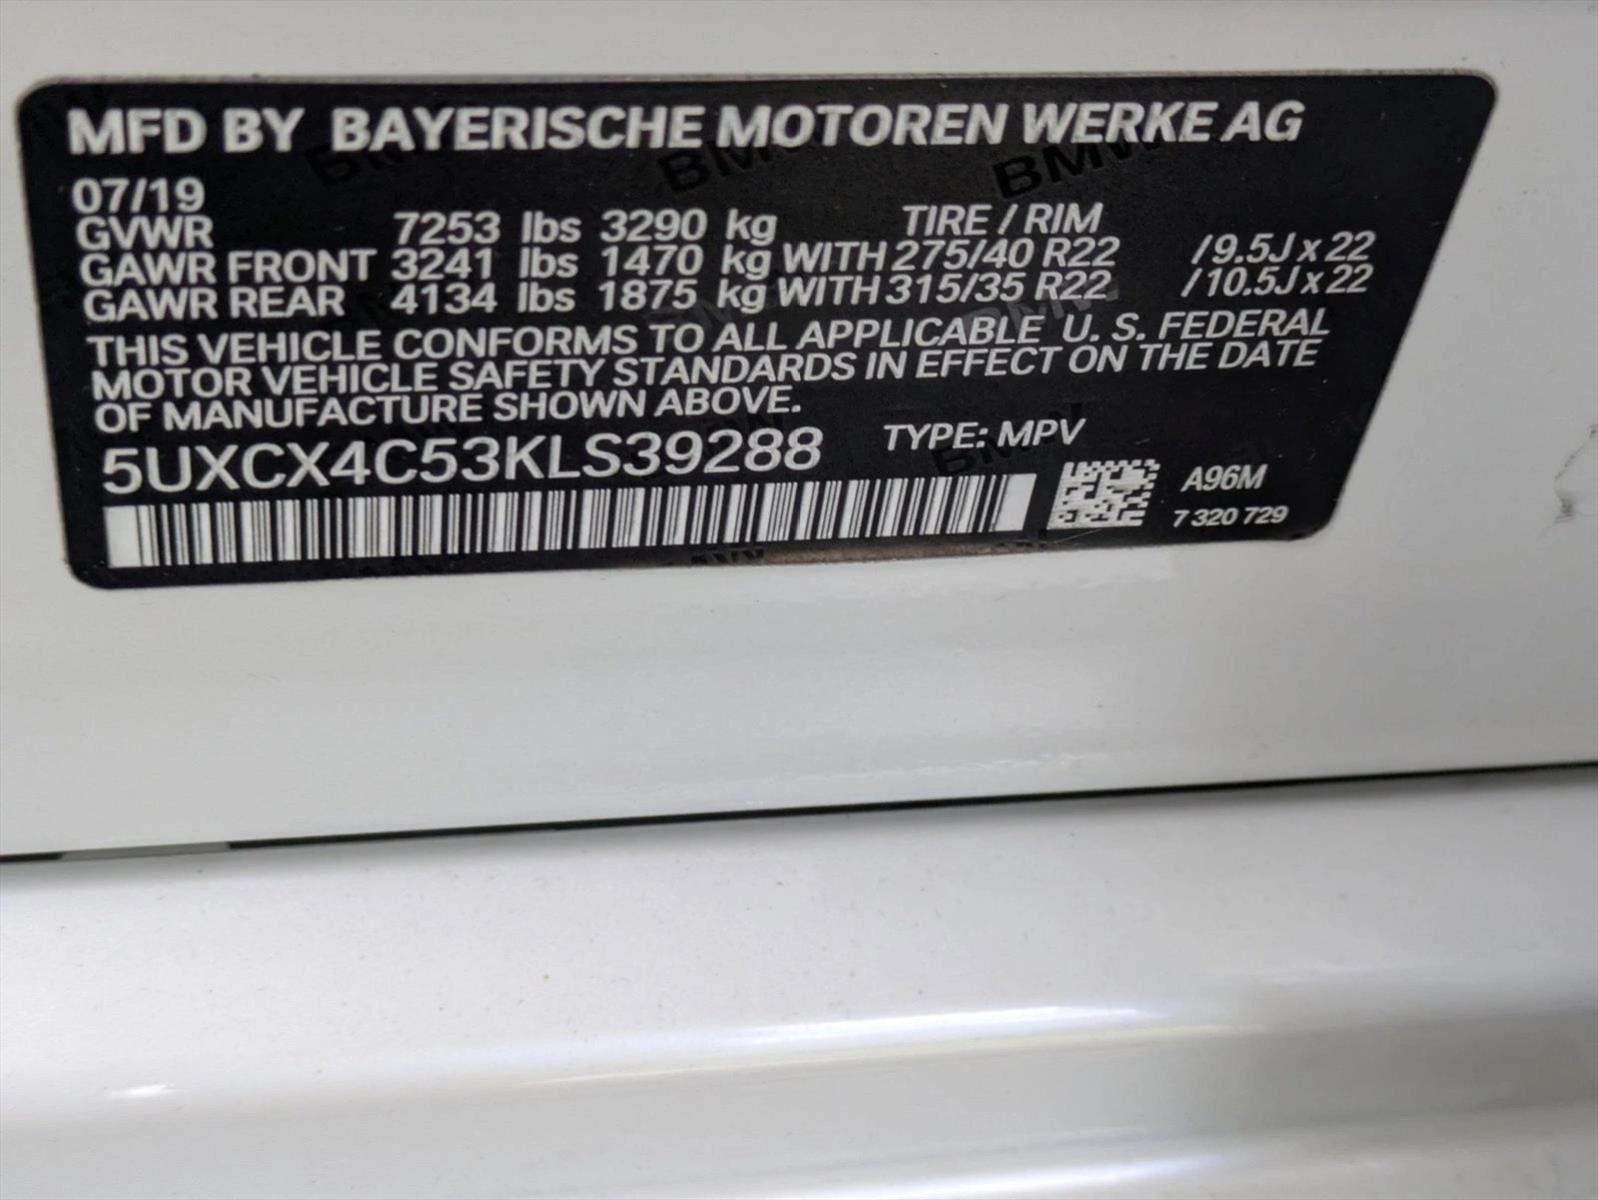 MFD BY BAYERISCHE MOTOREN WERKE AG
07/19
GVWR 7253 lbs 3290 kg TIRE / RIM
GAWR FRONT 3241 lbs 1470 kg WITH 275/40 R22 /9.5J x 22
GAWR REAR 4134 lbs 1875 kg WITH 315/35 R22 /10.5J x 22
THIS VEHICLE CONFORMS TO ALL APPLICABLE U. S. FEDERAL
MOTOR VEHICLE SAFETY STANDARDS IN EFFECT ON THE DATE
OF MANUFACTURE SHOWN ABOVE.
5UXCX4C53KLS39288 TYPE: MPV
A96M
7 320 729